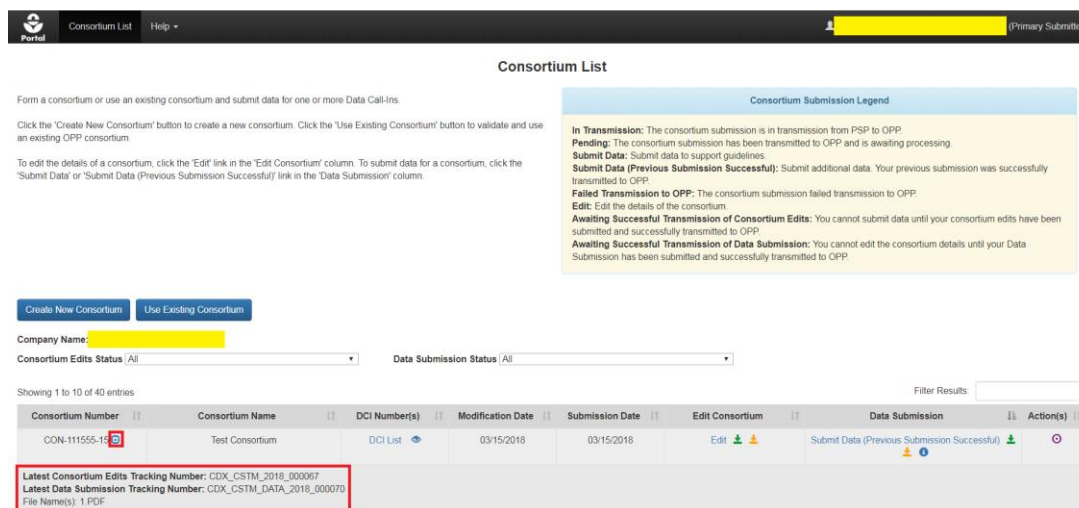 Portal
Consortium List
Help
(Primary Submitte
Consortium List
Form a consortium or use an existing consortium and submit data for one or more Data Call-Ins.
Click the 'Create New Consortium' button to create a new consortium. Click the 'Use Existing Consortium' button to validate and use
an existing OPP consortium.
To edit the details of a consortium, click the 'Edit' link in the 'Edit Consortium' column. To submit data for a consortium, click the
'Submit Data' or 'Submit Data (Previous Submission Successful)' link in the 'Data Submission' column.
Consortium Submission Legend
In Transmission: The consortium submission is in transmission from PSP to OPP.
Pending: The consortium submission has been transmitted to OPP and is awaiting processing.
Submit Data: Submit data to support guidelines.
Submit Data (Previous Submission Successful): Submit additional data. Your previous submission was successfully
transmitted to OPP.
Failed Transmission to OPP: The consortium submission failed transmission to OPP.
Edit: Edit the details of the consortium.
Awaiting Successful Transmission of Consortium Edits: You cannot submit data until your consortium edits have been
submitted and successfully transmitted to OPP.
Awaiting Successful Transmission of Data Submission: You cannot edit the consortium details until your Data
Submission has been submitted and successfully transmitted to OPP.
Create New Consortium
Use Existing Consortium
Company Name:
Consortium Edits Status All
Data Submission Status All
Showing 1 to 10 of 40 entries
Filter Results:
Consortium Number Consortium Name DCI Number(s) Modification Date Submission Date Edit Consortium Data Submission Action(s)
CON-111555-15 Test Consortium DCI List 03/15/2018 03/15/2018 Edit Submit Data (Previous Submission Successful)
Latest Consortium Edits Tracking Number: CDX_CSTM_2018_000067
Latest Data Submission Tracking Number: CDX_CSTM_DATA_2018_000070
File Name(s): 1.PDF